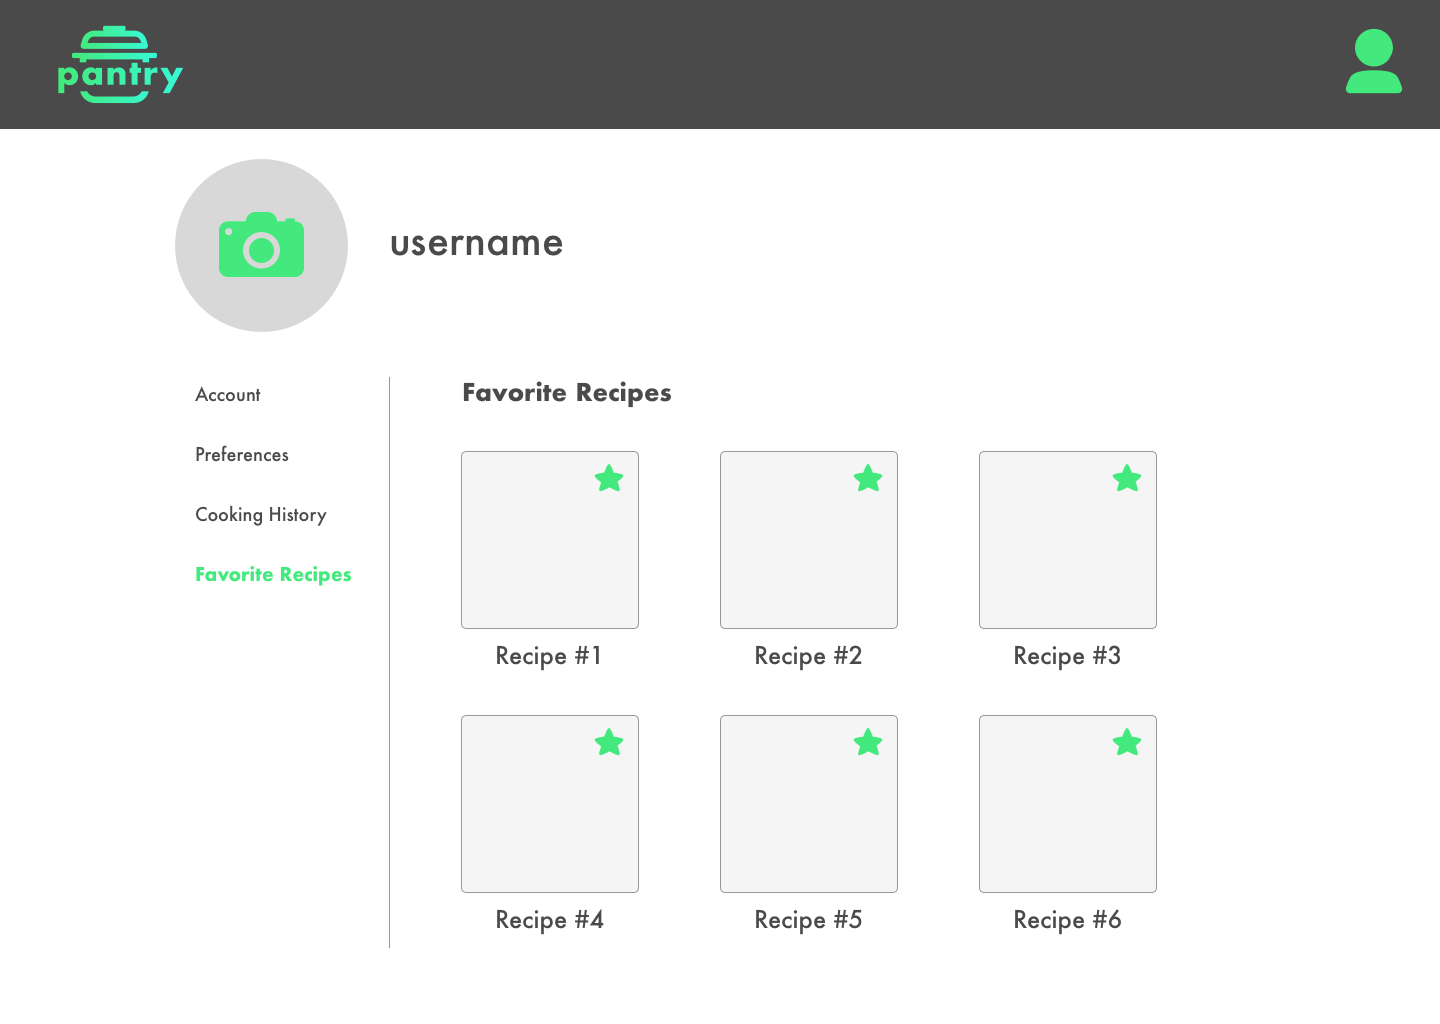 pantry
username
Account
Preferences
Cooking History
Favorite Recipes
Favorite Recipes
Recipe #1
Recipe #2
Recipe #3
Recipe #4
Recipe #5
Recipe #6